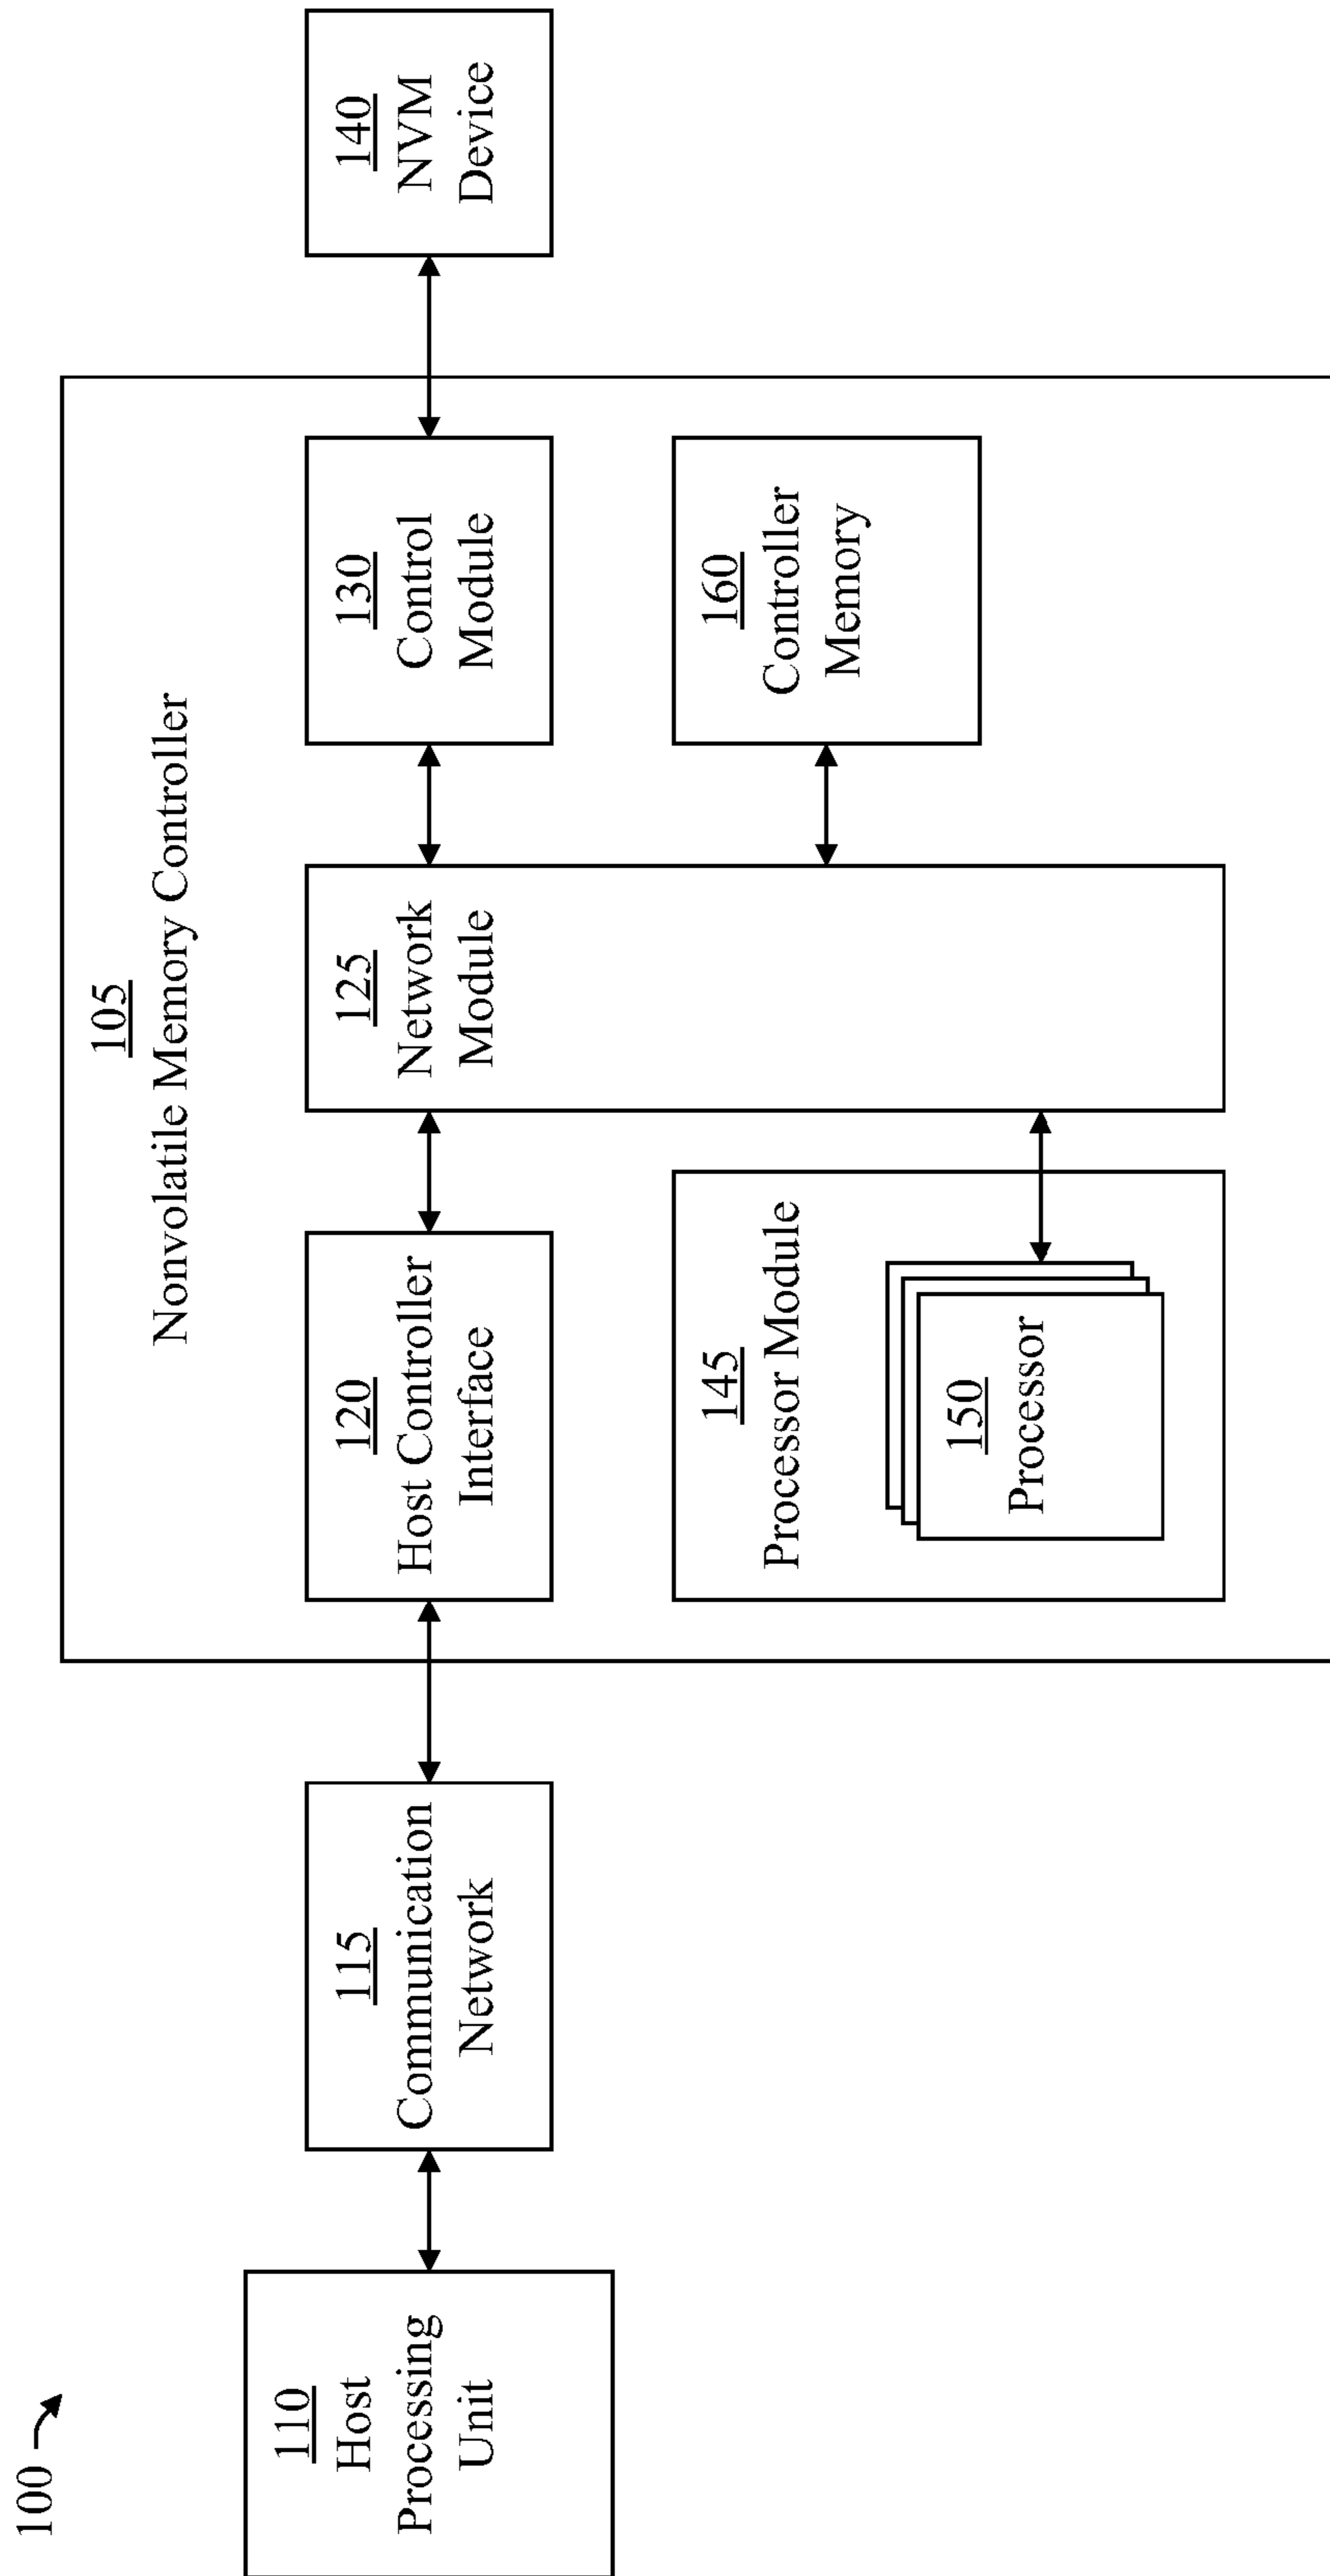 100
105
Nonvolatile Memory Controller
110
Host
Processing
Unit
115
Communication
Network
120
Host Controller
Interface
125
Network
Module
130
Control
Module
140
NVM
Device
145
Processor Module
150
Processor
160
Controller
Memory